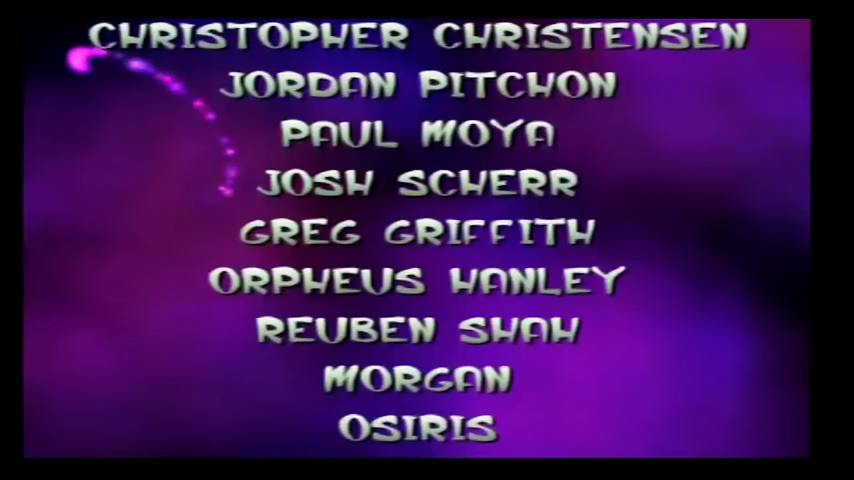 CHRISTOPHER CHRISTENSEN
JORDAN PITCHON
PAUL MOYA
JOSH SCHERR
GREG GRIFFITH
ORPHEUS HANLEY
REUBEN SHAH
MORGAN
OSIRIS